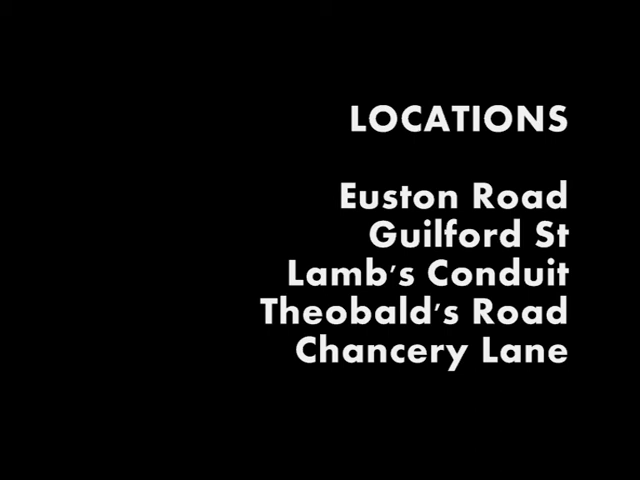 LOCATIONS
Euston Road
Guilford St
Lamb's Conduit
Theobald's Road
Chancery Lane